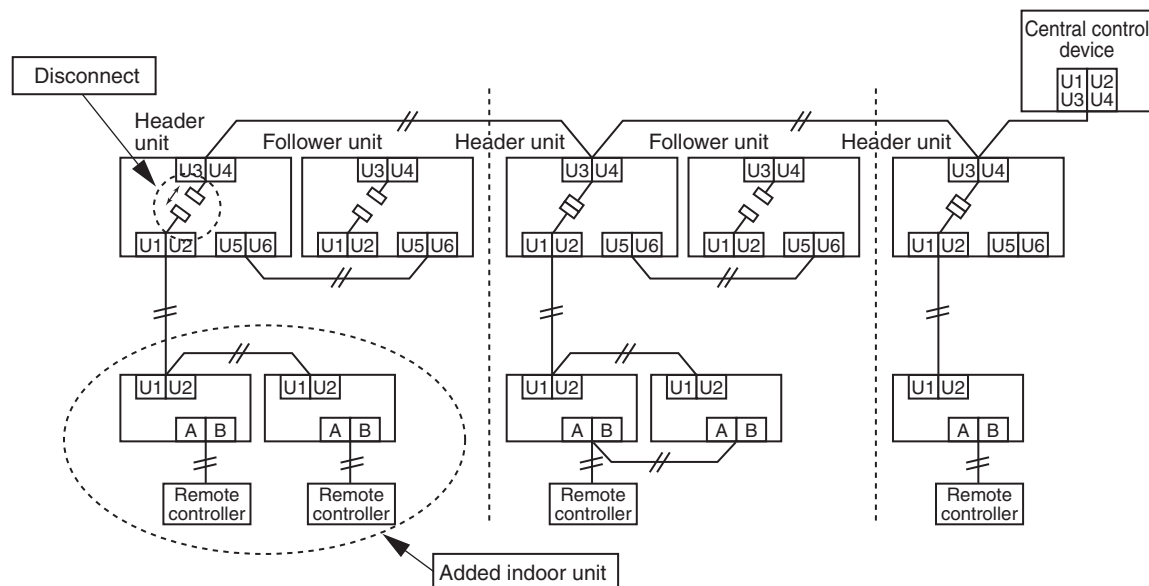 Central control
device
U1 U2
U3 U4
Disconnect
Header
unit
Follower unit
Header unit
Follower unit
Header unit
U3 U4
U3 U4
U3 U4
U3 U4
U3 U4
U1 U2
U5 U6
U1 U2
U5 U6
U1 U2
U5 U6
U1 U2
U5 U6
U1 U2
U5 U6
U1 U2
U1 U2
U1 U2
U1 U2
U1 U2
A B
A B
A B
A B
A B
Remote
controller
Remote
controller
Remote
controller
Remote
controller
Added indoor unit